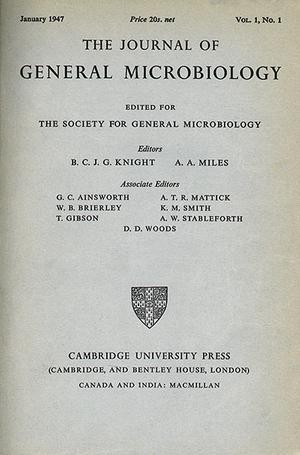 January 1947 Price 20s. net VOL. 1, No. 1
THE JOURNAL OF
GENERAL MICROBIOLOGY
EDITED FOR
THE SOCIETY FOR GENERAL MICROBIOLOGY
Editors
B. C. J. G. KNIGHT A. A. MILES
Associate Editors
G. C. AINSWORTH A. T. R. MATTICK
W. B. BRIERLEY K. M. SMITH
T. GIBSON A. W. STABLEFORTH
D. D. WOODS
CAMBRIDGE UNIVERSITY PRESS
(CAMBRIDGE, AND BENTLEY HOUSE, LONDON)
CANADA AND INDIA: MACMILLAN